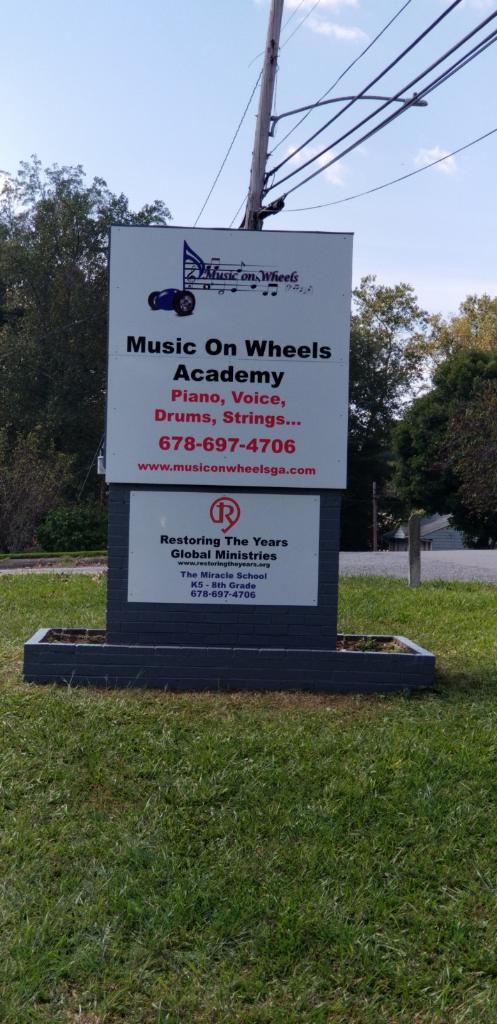 Music on Wheels
Music On Wheels
Academy
Piano, Voice,
Drums, Strings...
678-697-4706
www.musiconwheelsga.com
R
Restoring The Years
Global Ministries
www.restoringtheyears.org
The Miracle School
K5 - 8th Grade
678-697-4706